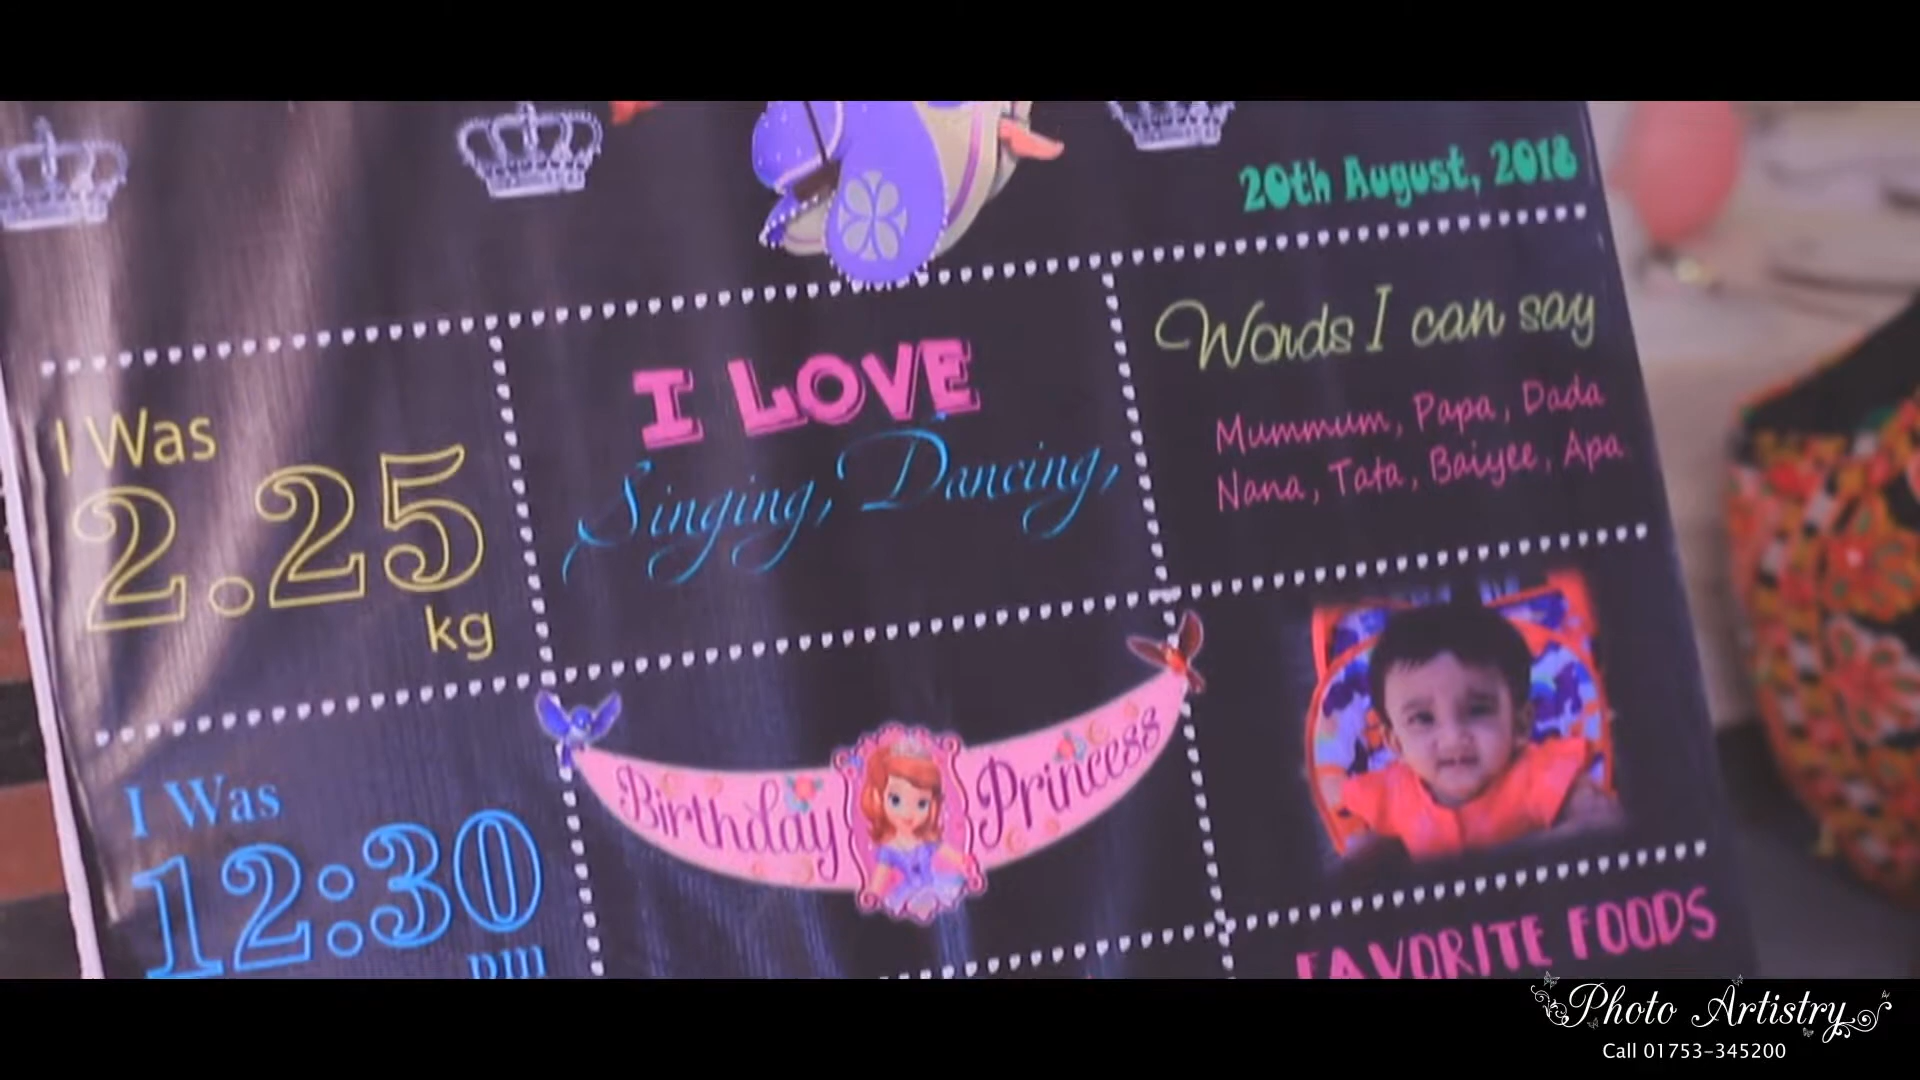 20th August, 2018
I Was
2.25
kg
I LOVE
Singing, Dancing,
Words I can say
Mummum, Papa, Dada
Nana, Tata, Baiyee, Apa
I Was
12:30
pm
Birthday Princess
FAVORITE FOODS
Photo Artistry
Call 01753-345200